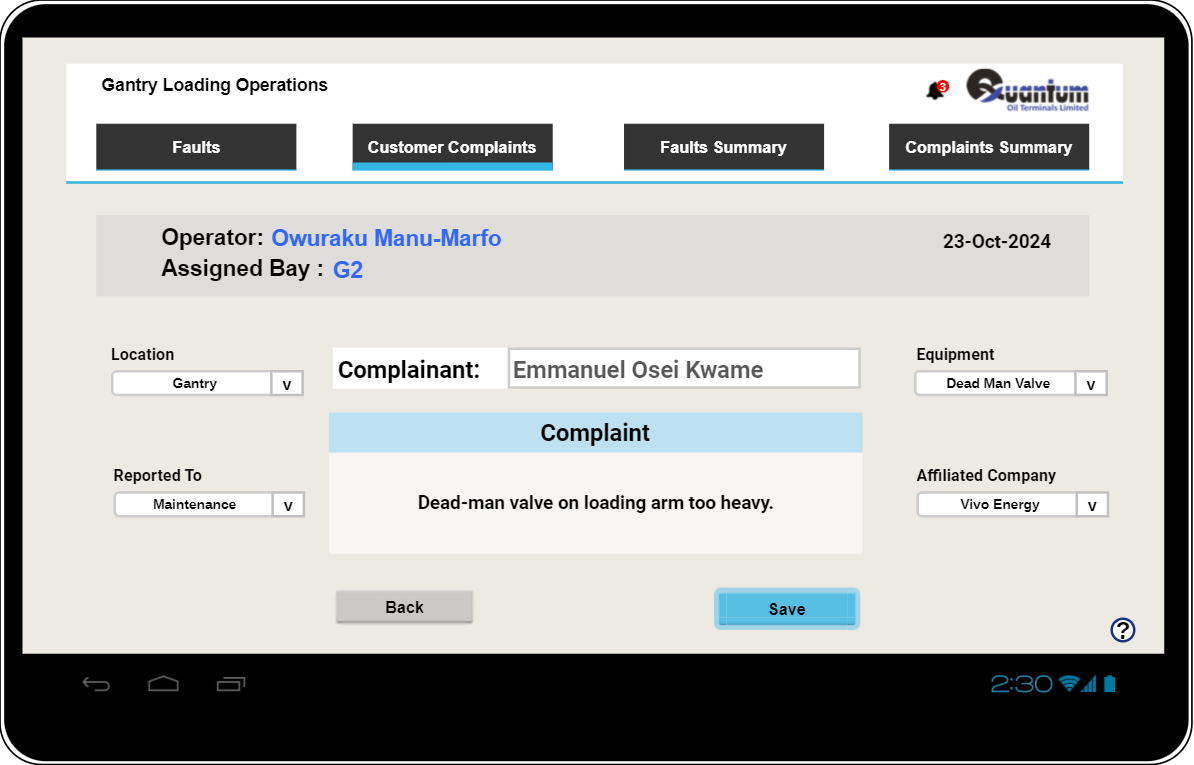 Gantry Loading Operations
3
Quantum
Oil Terminals Limited
Faults
Customer Complaints
Faults Summary
Complaints Summary
Operator: Owuraku Manu-Marfo
23-Oct-2024
Assigned Bay : G2
Location
Gantry v
Complainant: Emmanuel Osei Kwame
Equipment
Dead Man Valve v
Complaint
Reported To
Maintenance v
Dead-man valve on loading arm too heavy.
Affiliated Company
Vivo Energy v
Back
Save
?
2:30